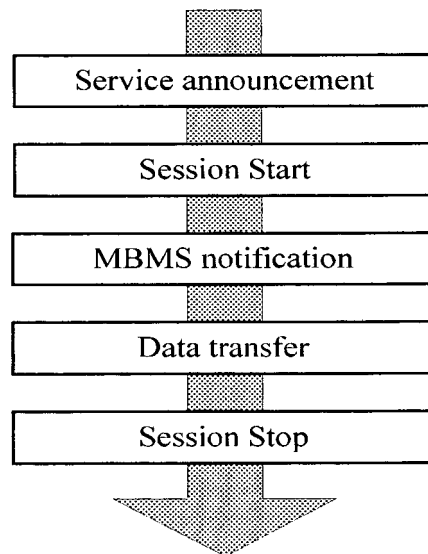 Service announcement
Session Start
MBMS notification
Data transfer
Session Stop